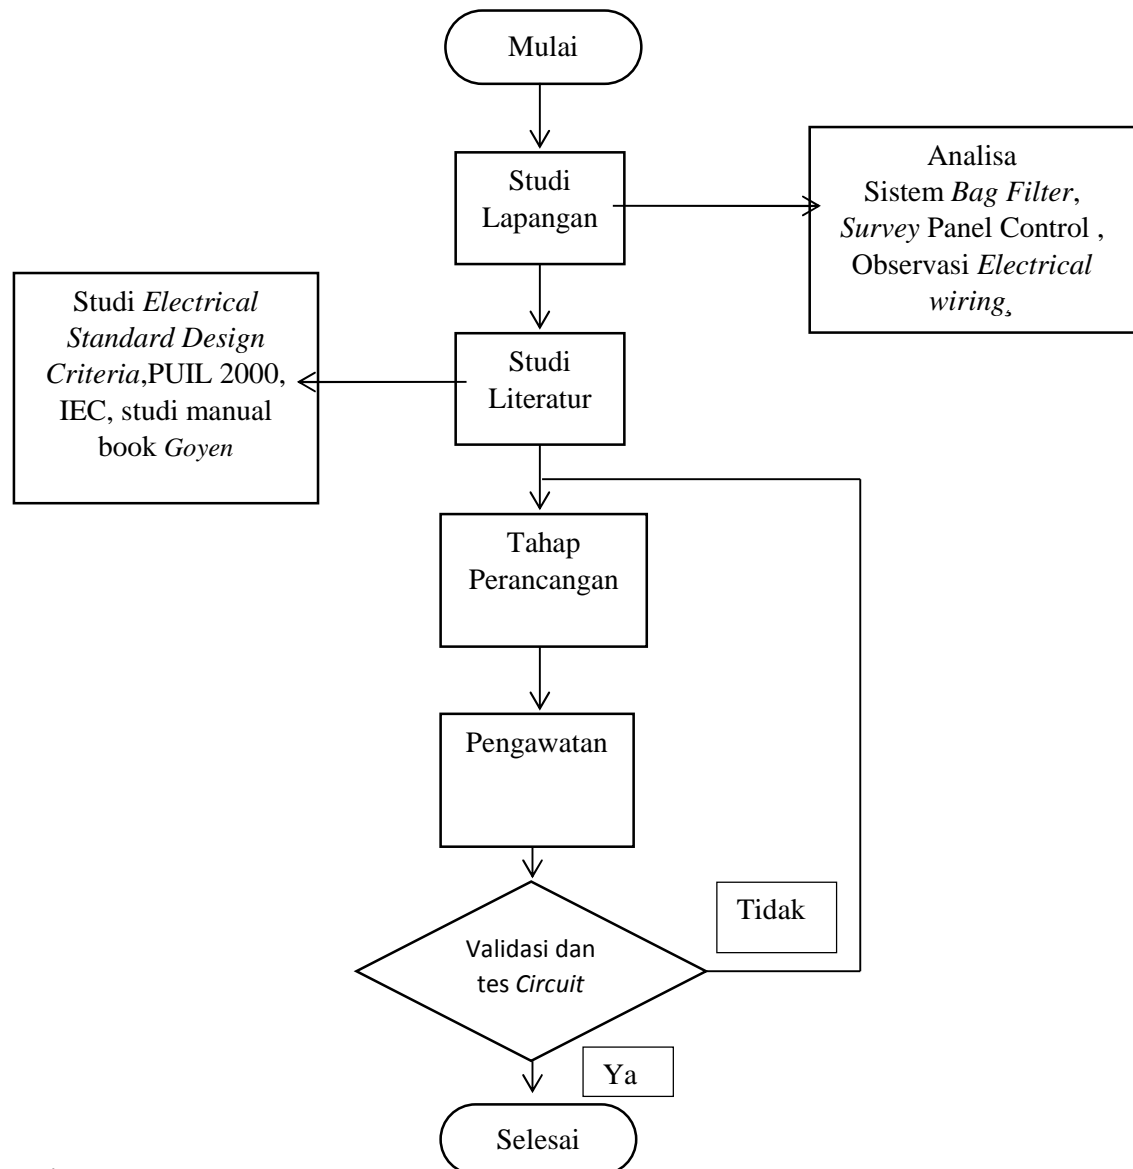 Mulai
Studi
Lapangan
Analisa
Sistem Bag Filter,
Survey Panel Control ,
Observasi Electrical
wiring¸
Studi Electrical
Standard Design
Criteria,PUIL 2000,
IEC, studi manual
book Goyen
Studi
Literatur
Tahap
Perancangan
Pengawatan
Validasi dan
tes Circuit
Tidak
Ya
Selesai